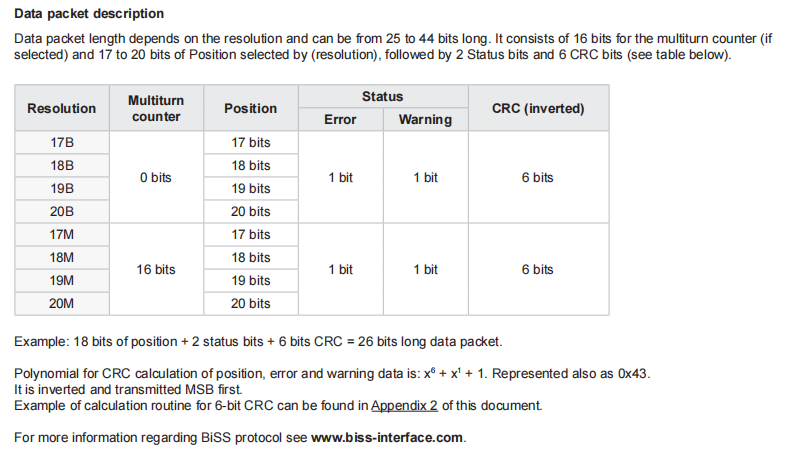 Data packet description
Data packet length depends on the resolution and can be from 25 to 44 bits long. It consists of 16 bits for the multiturn counter (if
selected) and 17 to 20 bits of Position selected by (resolution), followed by 2 Status bits and 6 CRC bits (see table below).
Resolution Multiturn counter Position Status CRC (inverted)
Error Warning
17B 0 bits 17 bits 1 bit 1 bit 6 bits
18B 18 bits
19B 19 bits
20B 20 bits
17M 16 bits 17 bits 1 bit 1 bit 6 bits
18M 18 bits
19M 19 bits
20M 20 bits
Example: 18 bits of position + 2 status bits + 6 bits CRC = 26 bits long data packet.
Polynomial for CRC calculation of position, error and warning data is: x⁶ + x¹ + 1. Represented also as 0x43.
It is inverted and transmitted MSB first.
Example of calculation routine for 6-bit CRC can be found in Appendix 2 of this document.
For more information regarding BiSS protocol see www.biss-interface.com.